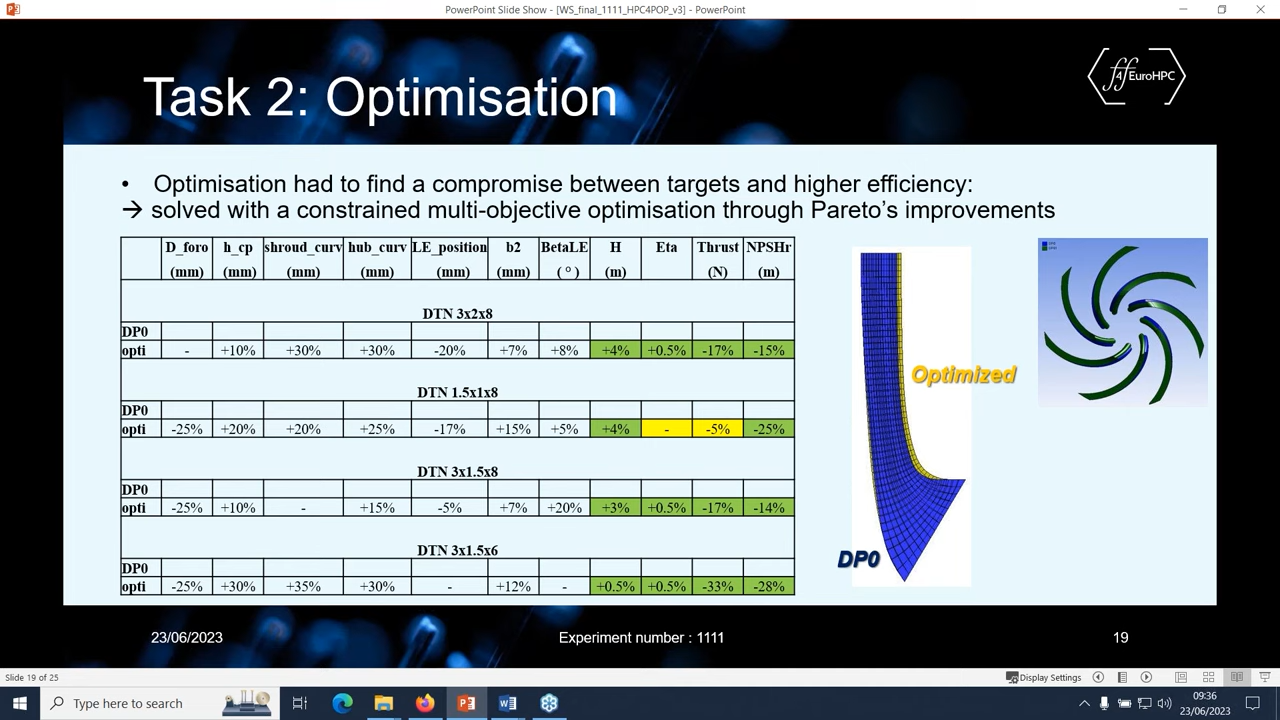 PowerPoint Slide Show - [WS_final_1111_HPC4POP_v3] - PowerPoint
Task 2: Optimisation
ff4EuroHPC
• Optimisation had to find a compromise between targets and higher efficiency:
→ solved with a constrained multi-objective optimisation through Pareto's improvements
D_foro h_cp shroud_curv hub_curv LE_position b2 BetaLE H Eta Thrust NPSHr
(mm) (mm) (mm) (mm) (mm) (mm) ( º ) (m) (N) (m)
DTN 3x2x8
DP0
opti - +10% +30% +30% -20% +7% +8% +4% +0.5% -17% -15%
DTN 1.5x1x8
DP0
opti -25% +20% +20% +25% -17% +15% +5% +4% - -5% -25%
DTN 3x1.5x8
DP0
opti -25% +10% - +15% -5% +7% +20% +3% +0.5% -17% -14%
DTN 3x1.5x6
DP0
opti -25% +30% +35% +30% - +12% - +0.5% +0.5% -33% -28%
Optimized
DP0
23/06/2023 Experiment number : 1111 19
Slide 19 of 25 Display Settings
Type here to search
09:36
23/06/2023